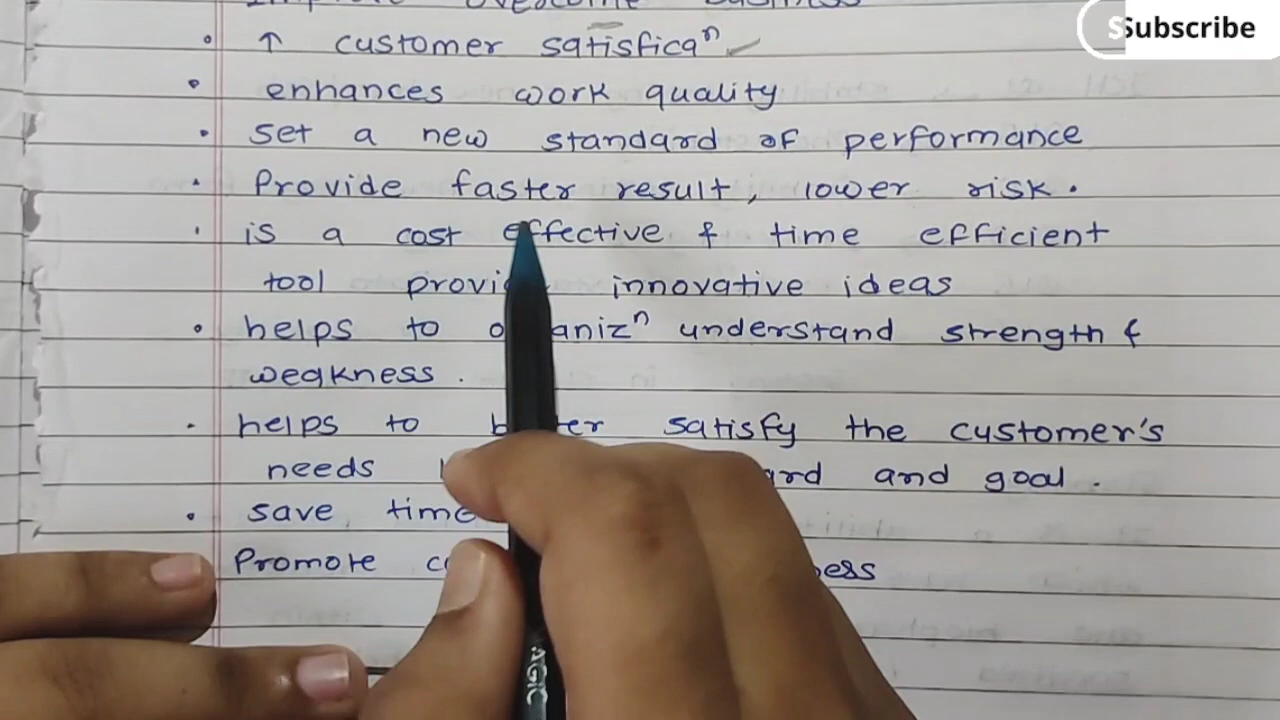 Subscribe
• ↑ customer satisficaⁿ
• enhances work quality
• set a new standard of performance
• Provide faster result, lower risk.
• is a cost effective & time efficient
tool innovative ideas
• helps to understand strength &
weakness.
• helps to satisfy the customer's
needs and goal.
• save time
Promote
AGIC